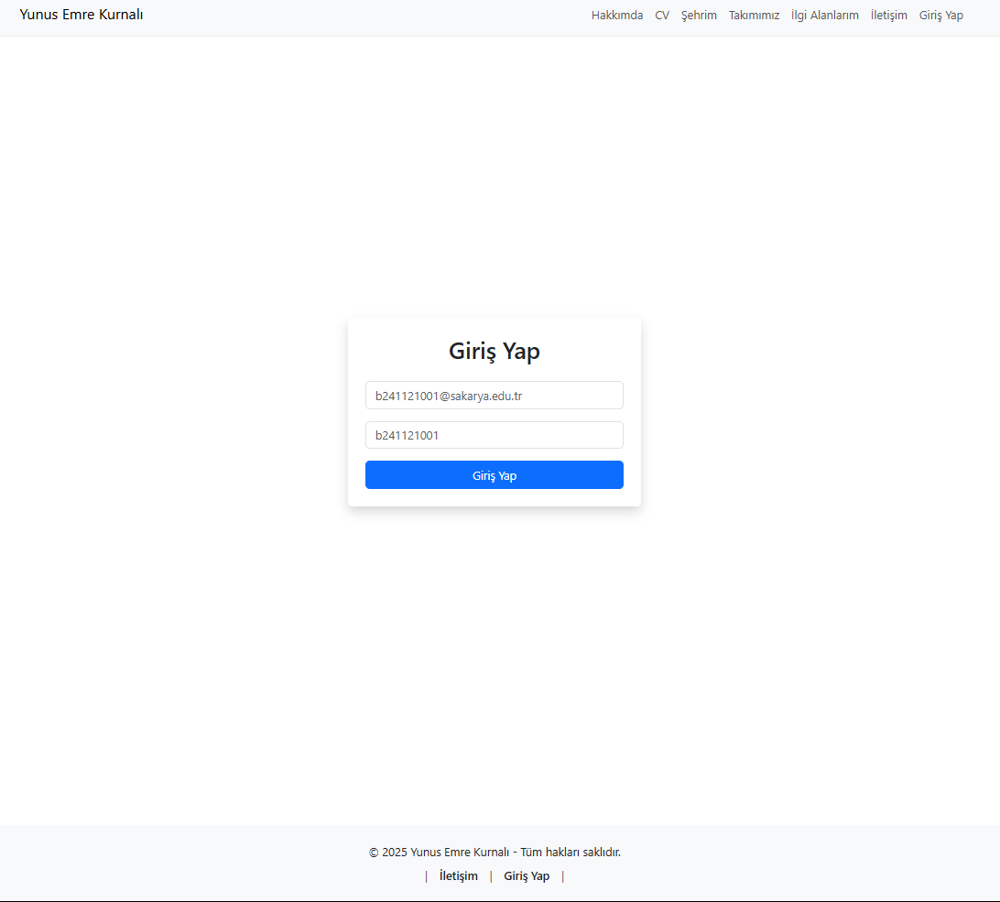 Yunus Emre Kurnalı
Hakkımda CV Şehrim Takımımız İlgi Alanlarım İletişim Giriş Yap
Giriş Yap
b241121001@sakarya.edu.tr
b241121001
Giriş Yap
© 2025 Yunus Emre Kurnalı - Tüm hakları saklıdır.
| İletişim | Giriş Yap |